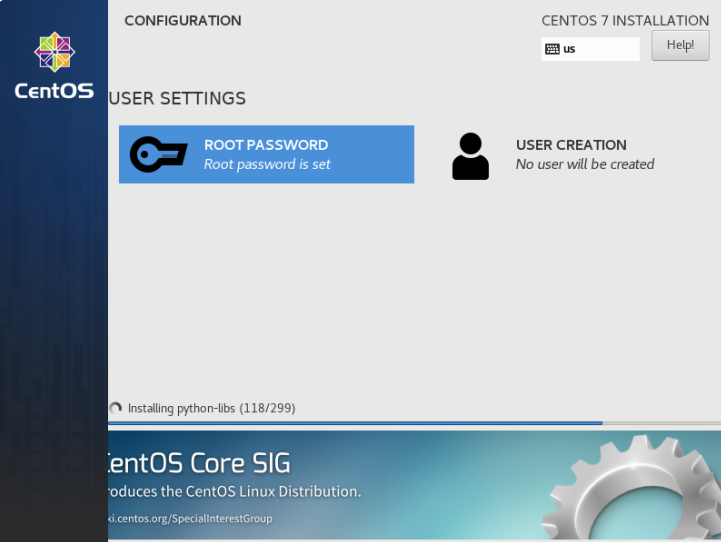 CentOS
CONFIGURATION
CENTOS 7 INSTALLATION
us
Help!
USER SETTINGS
ROOT PASSWORD
Root password is set
USER CREATION
No user will be created
Installing python-libs (118/299)
CentOS Core SIG
roduces the CentOS Linux Distribution.
ki.centos.org/SpecialInterestGroup